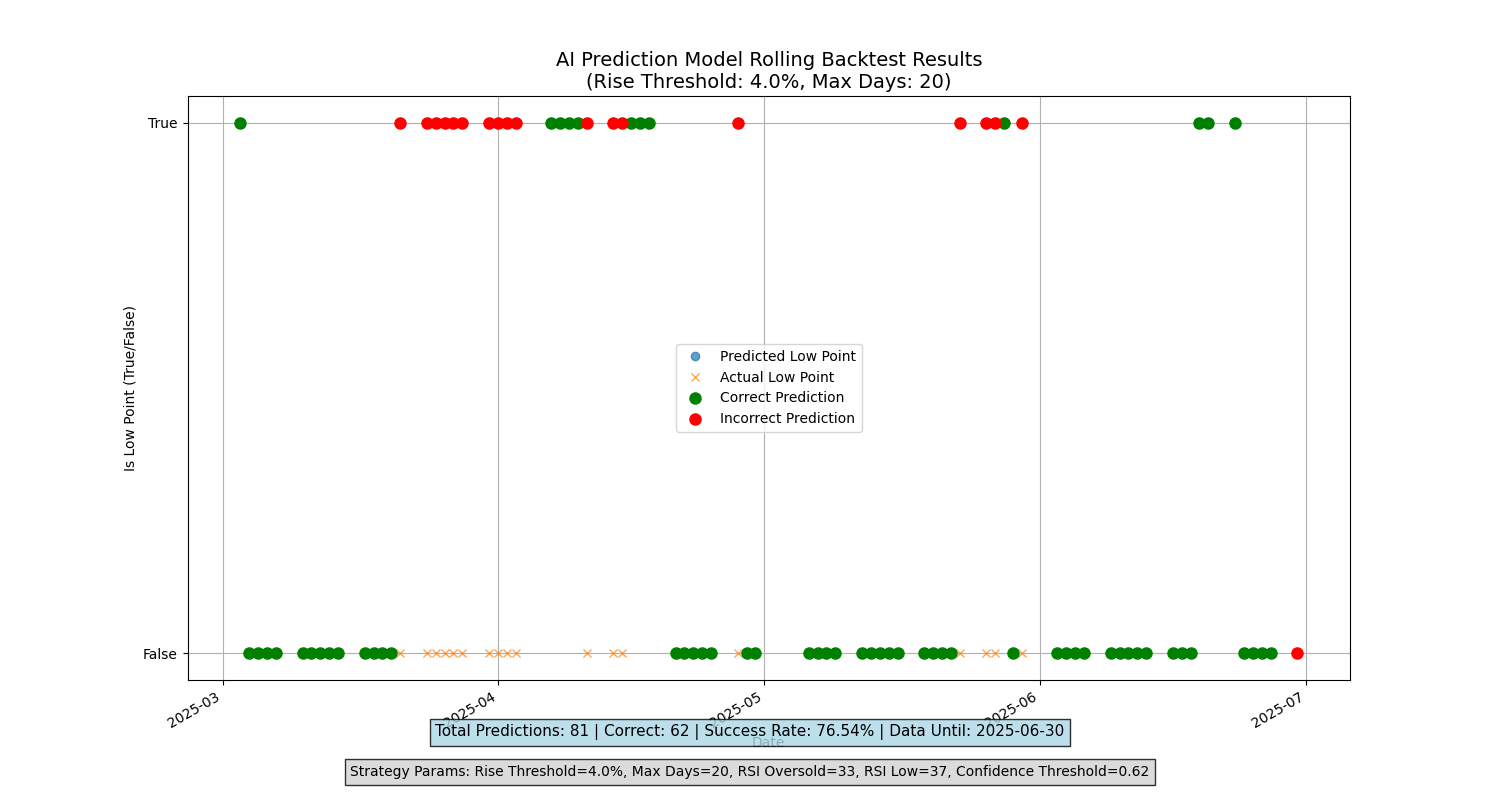 AI Prediction Model Rolling Backtest Results
(Rise Threshold: 4.0%, Max Days: 20)
True
Is Low Point (True/False)
Predicted Low Point
Actual Low Point
Correct Prediction
Incorrect Prediction
False
2025-03
2025-04
2025-05
2025-06
2025-07
Date
Total Predictions: 81 | Correct: 62 | Success Rate: 76.54% | Data Until: 2025-06-30
Strategy Params: Rise Threshold=4.0%, Max Days=20, RSI Oversold=33, RSI Low=37, Confidence Threshold=0.62